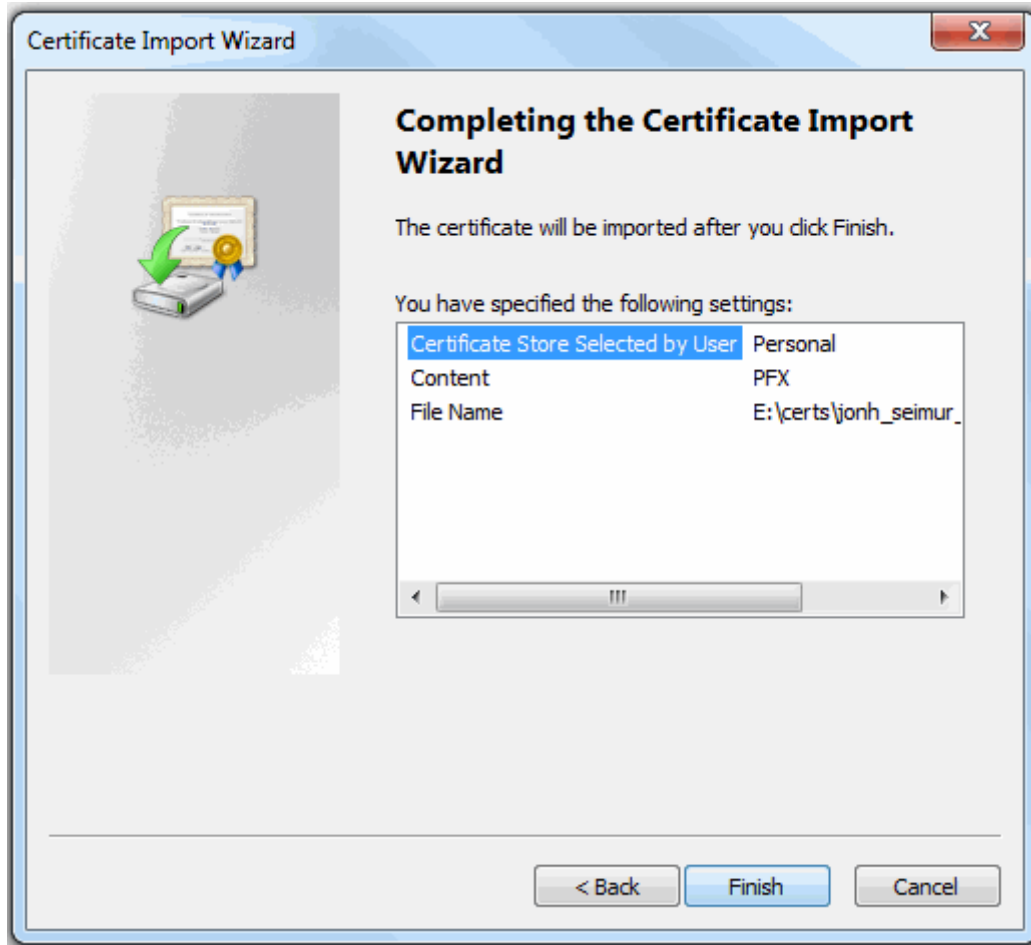 Certificate Import Wizard
Completing the Certificate Import
Wizard
The certificate will be imported after you click Finish.
You have specified the following settings:
Certificate Store Selected by User Personal
Content PFX
File Name E:\certs\jonh_seimur_
< Back Finish Cancel